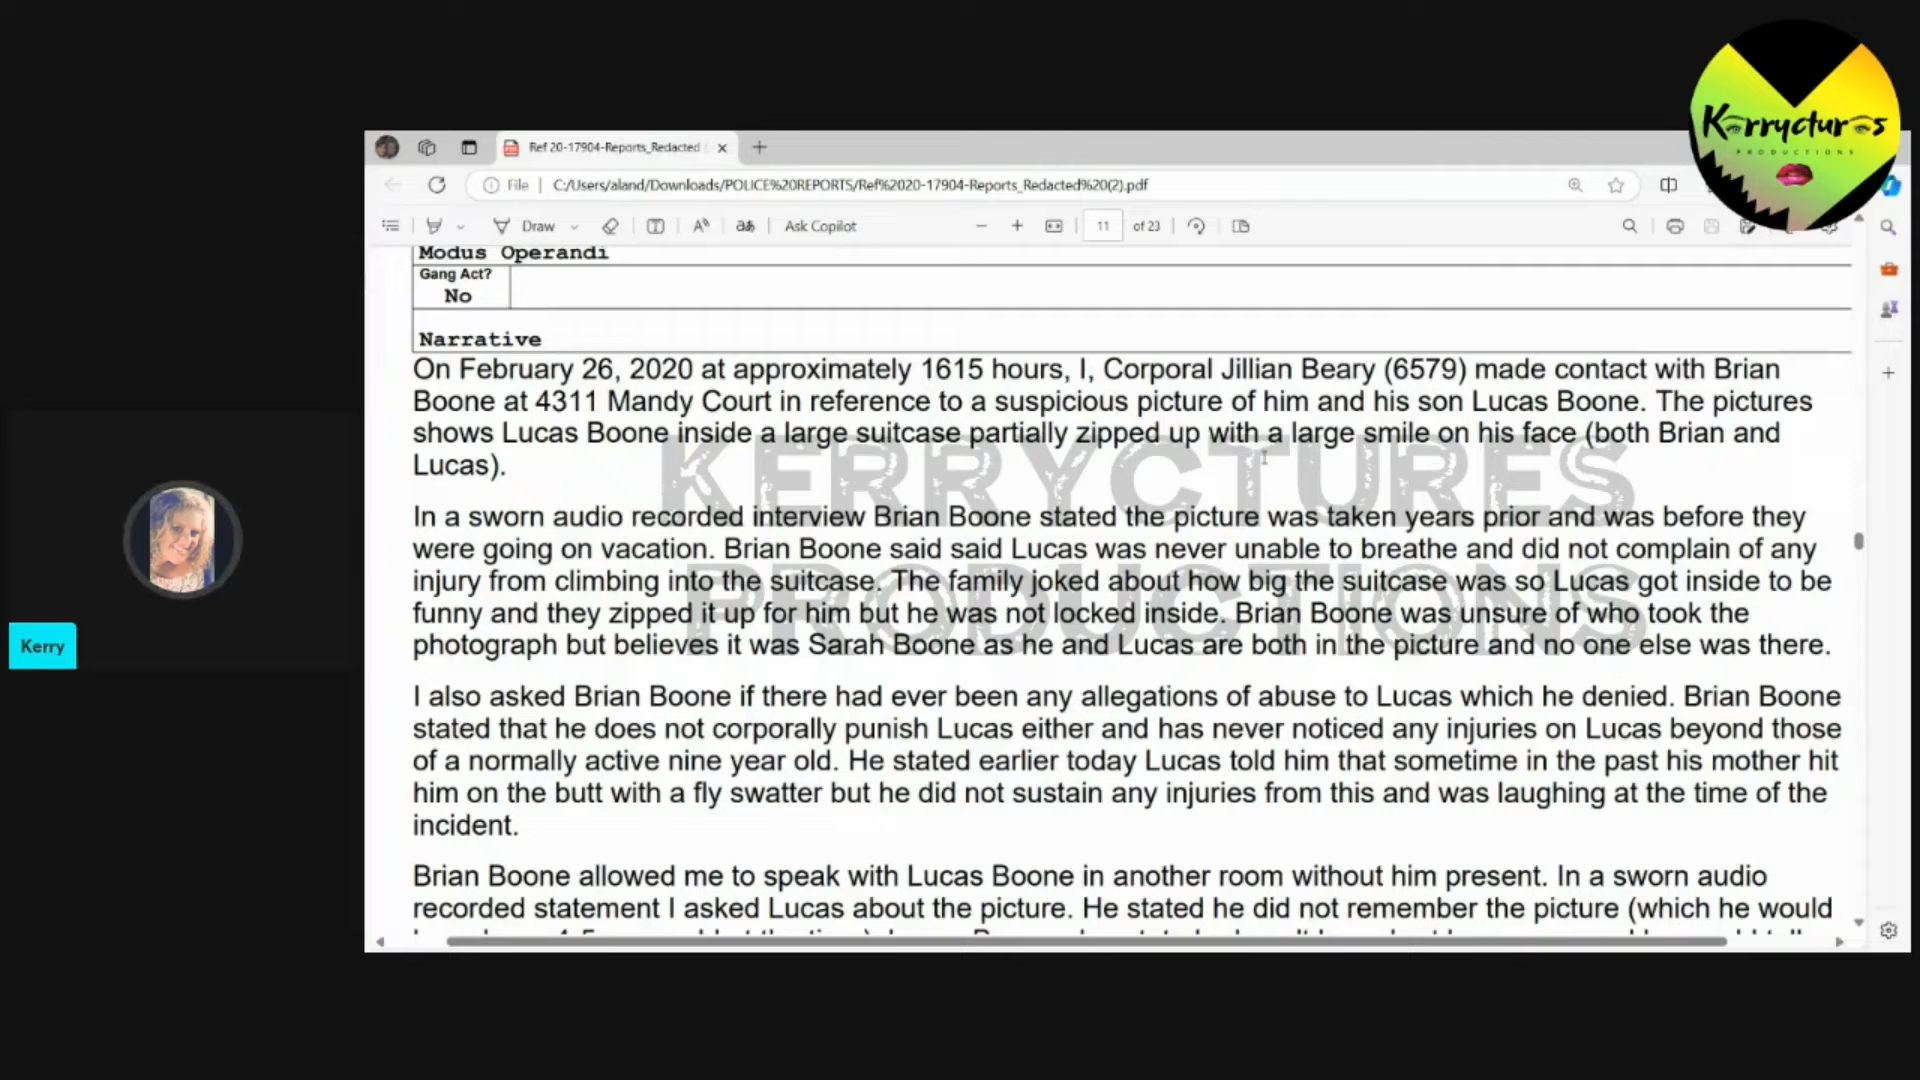 Kerryctures
PRODUCTIONS
Ref 20-17904-Reports_Redacted
File C:/Users/aland/Downloads/POLICE%20REPORTS/Ref%2020-17904-Reports_Redacted%20(2).pdf
Draw Ask Copilot 11 of 23
Modus Operandi
Gang Act?
No
Narrative
On February 26, 2020 at approximately 1615 hours, I, Corporal Jillian Beary (6579) made contact with Brian
Boone at 4311 Mandy Court in reference to a suspicious picture of him and his son Lucas Boone. The pictures
shows Lucas Boone inside a large suitcase partially zipped up with a large smile on his face (both Brian and
Lucas).
In a sworn audio recorded interview Brian Boone stated the picture was taken years prior and was before they
were going on vacation. Brian Boone said said Lucas was never unable to breathe and did not complain of any
injury from climbing into the suitcase. The family joked about how big the suitcase was so Lucas got inside to be
funny and they zipped it up for him but he was not locked inside. Brian Boone was unsure of who took the
photograph but believes it was Sarah Boone as he and Lucas are both in the picture and no one else was there.
I also asked Brian Boone if there had ever been any allegations of abuse to Lucas which he denied. Brian Boone
stated that he does not corporally punish Lucas either and has never noticed any injuries on Lucas beyond those
of a normally active nine year old. He stated earlier today Lucas told him that sometime in the past his mother hit
him on the butt with a fly swatter but he did not sustain any injuries from this and was laughing at the time of the
incident.
Brian Boone allowed me to speak with Lucas Boone in another room without him present. In a sworn audio
recorded statement I asked Lucas about the picture. He stated he did not remember the picture (which he would
KERRYCTURES
PRODUCTIONS
Kerry